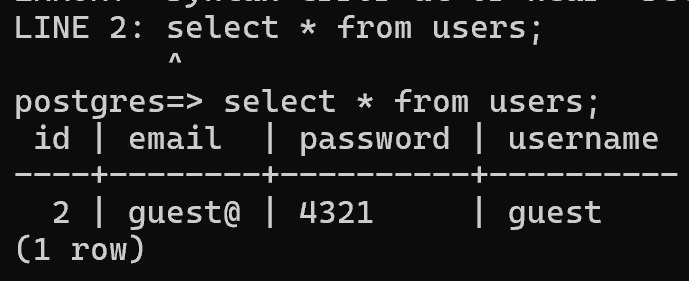 LINE 2: select * from users;
^
postgres=> select * from users;
id | email | password | username
----+--------+----------+----------
2 | guest@ | 4321 | guest
(1 row)